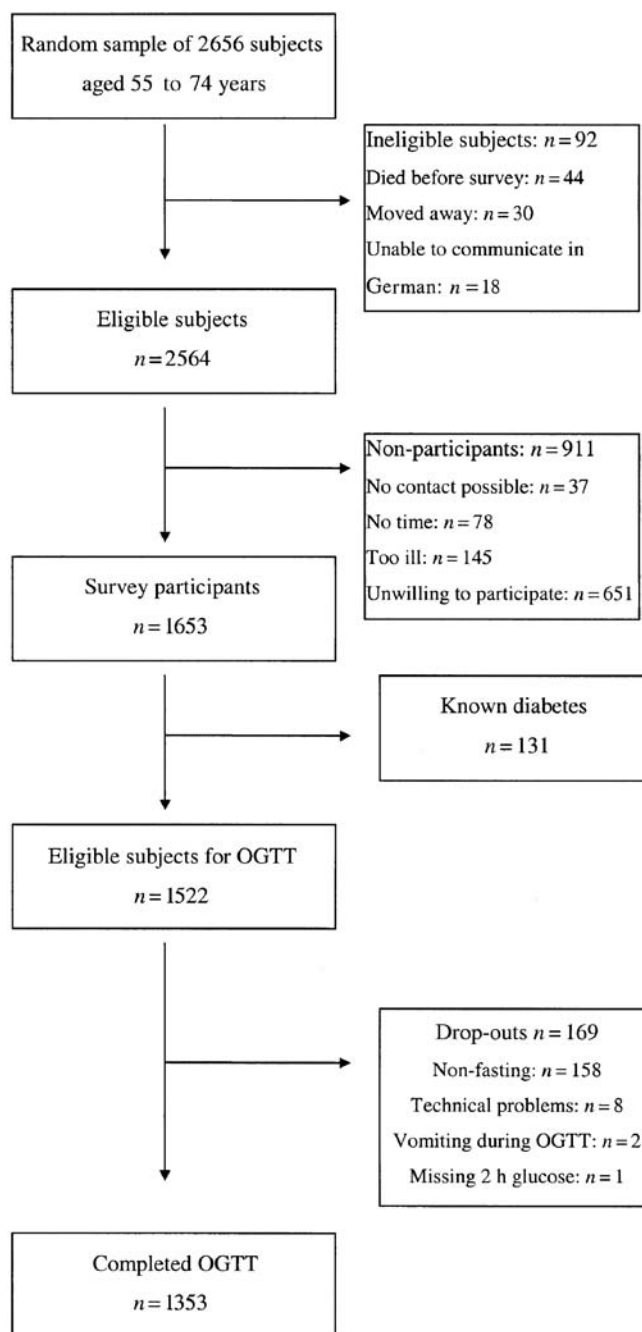 Random sample of 2656 subjects
aged 55 to 74 years
Ineligible subjects: n=92
Died before survey: n=44
Moved away: n=30
Unable to communicate in
German: n=18
Eligible subjects
n=2564
Non-participants: n=911
No contact possible: n=37
No time: n=78
Too ill: n=145
Unwilling to participate: n=651
Survey participants
n=1653
Known diabetes
n=131
Eligible subjects for OGTT
n=1522
Drop-outs n=169
Non-fasting: n=158
Technical problems: n=8
Vomiting during OGTT: n=2
Missing 2 h glucose: n=1
Completed OGTT
n=1353